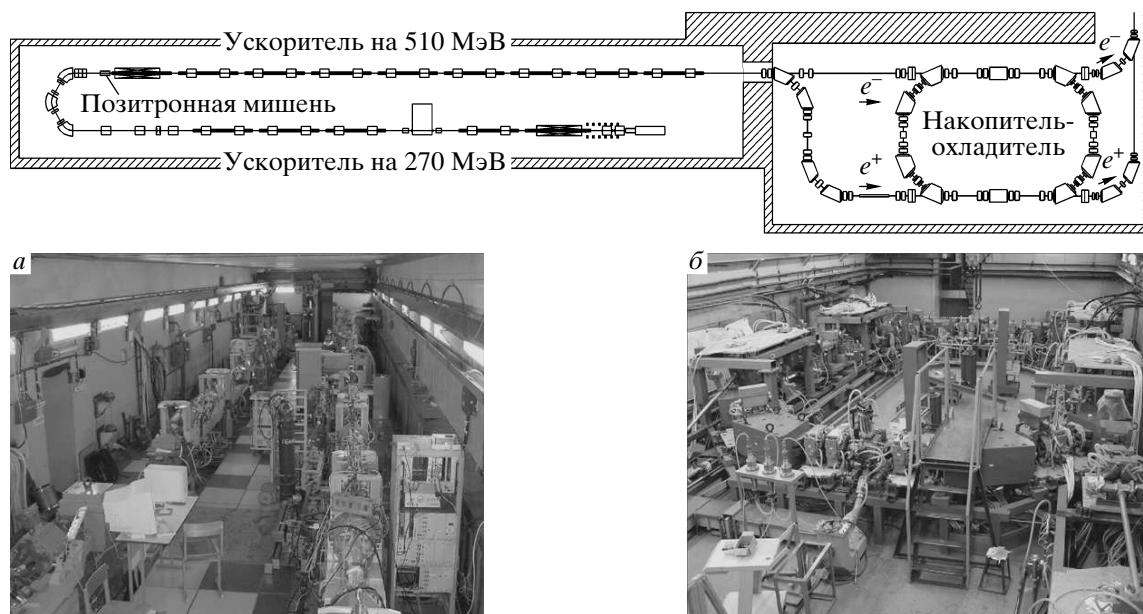 Ускоритель на 510 МэВ
Позитронная мишень
Ускоритель на 270 МэВ
e⁻
e⁻
Накопитель-
охладитель
e⁺
e⁺
а
б